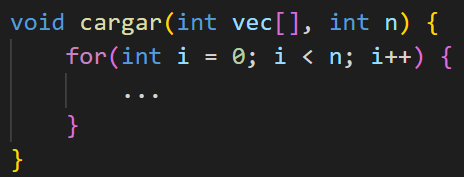 void cargar(int vec[], int n) {
    for(int i = 0; i < n; i++) {
        ...
    }
}